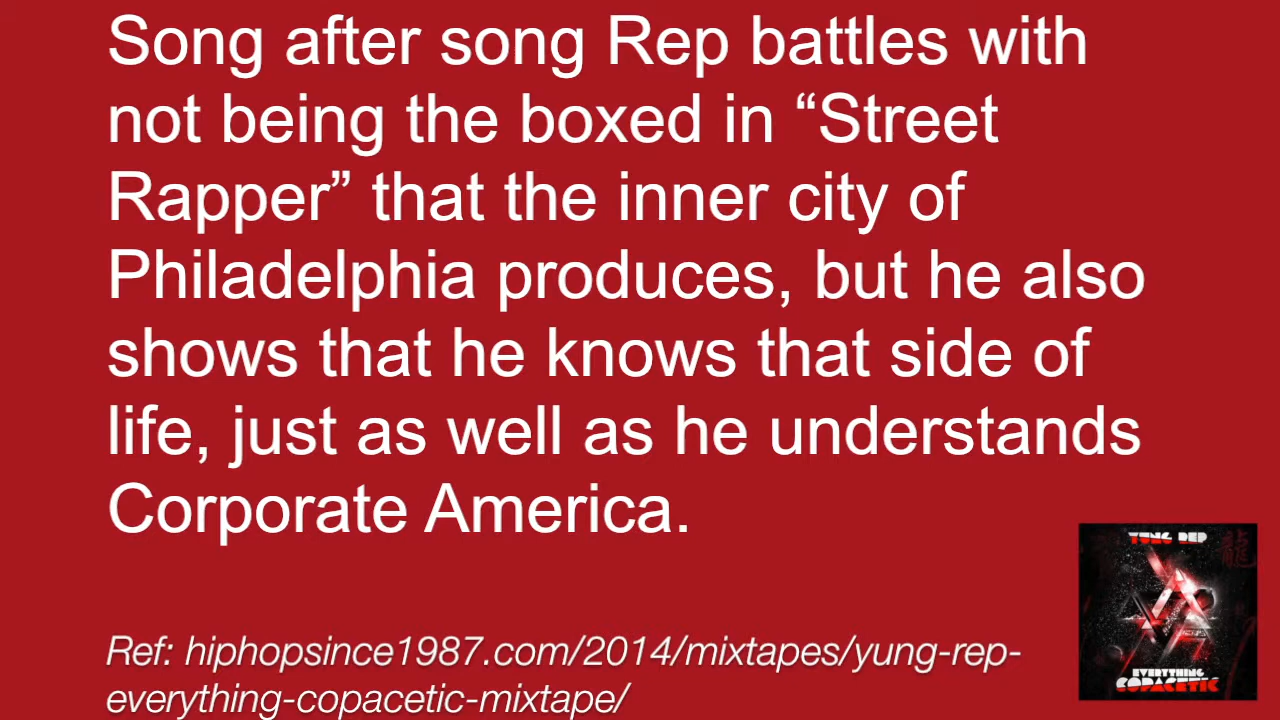 Song after song Rep battles with
not being the boxed in “Street
Rapper” that the inner city of
Philadelphia produces, but he also
shows that he knows that side of
life, just as well as he understands
Corporate America.
Ref: hiphopsince1987.com/2014/mixtapes/yung-rep-
everything-copacetic-mixtape/
YUNG REP
龍
EVERYTHING
COPACETIC